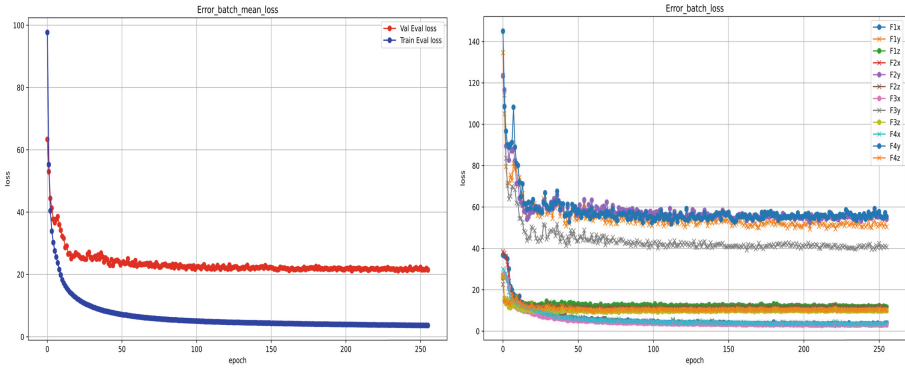 Error_batch_mean_loss
Val Eval loss
Train Eval loss
100
80
60
40
20
0
loss
0
50
100
150
200
250
epoch
Error_batch_loss
F1x
F1y
F1z
F2x
F2y
F2z
F3x
F3y
F3z
F4x
F4y
F4z
140
120
100
80
60
40
20
0
loss
0
50
100
150
200
250
epoch